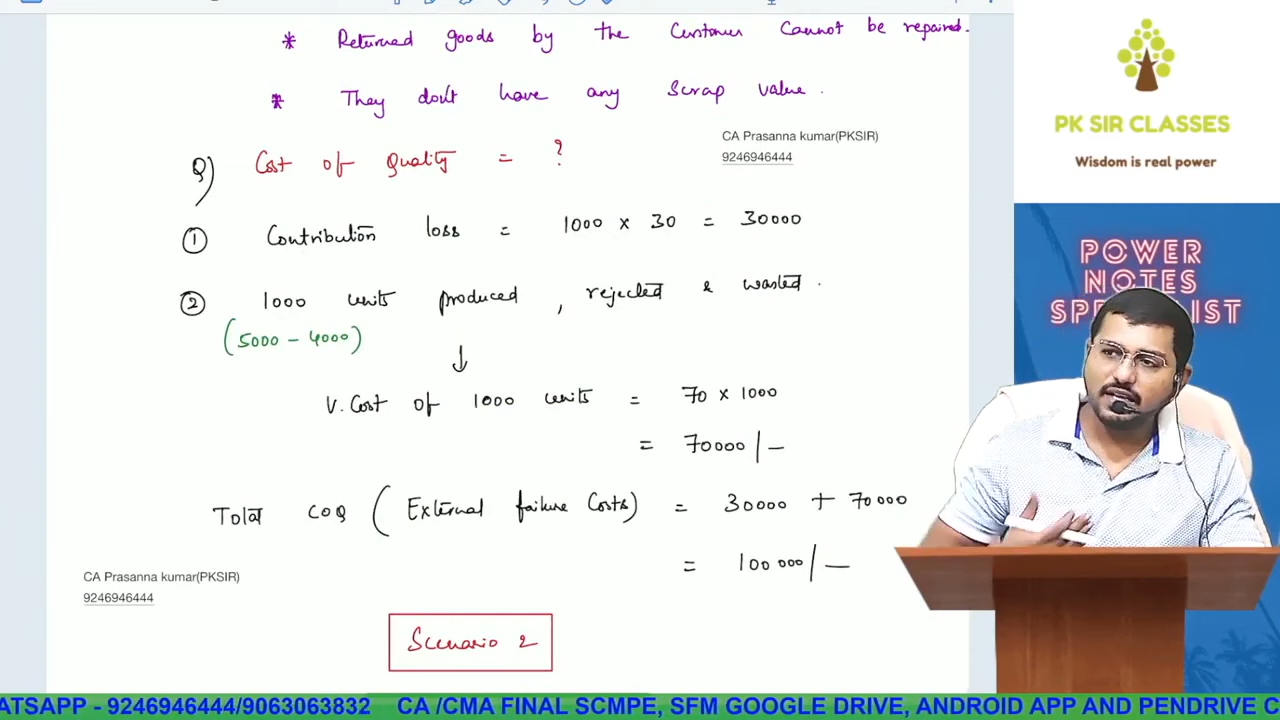 * Returned goods by the Customer Cannot be repaired.
* They don't have any Scrap value.
CA Prasanna kumar(PKSIR)
9246946444
Q) Cost of Quality = ?
① Contribution loss = 1000 × 30 = 30000
② 1000 units produced, rejected & wasted.
(5000 - 4000)
↓
V. Cost of 1000 units = 70 × 1000
= 70000/-
Total COQ (External failure Costs) = 30000 + 70000
= 100000/-
CA Prasanna kumar(PKSIR)
9246946444
Scenario 2
PK SIR CLASSES
Wisdom is real power
POWER
NOTES
ATSAPP - 9246946444/9063063832 CA /CMA FINAL SCMPE, SFM GOOGLE DRIVE, ANDROID APP AND PENDRIVE C